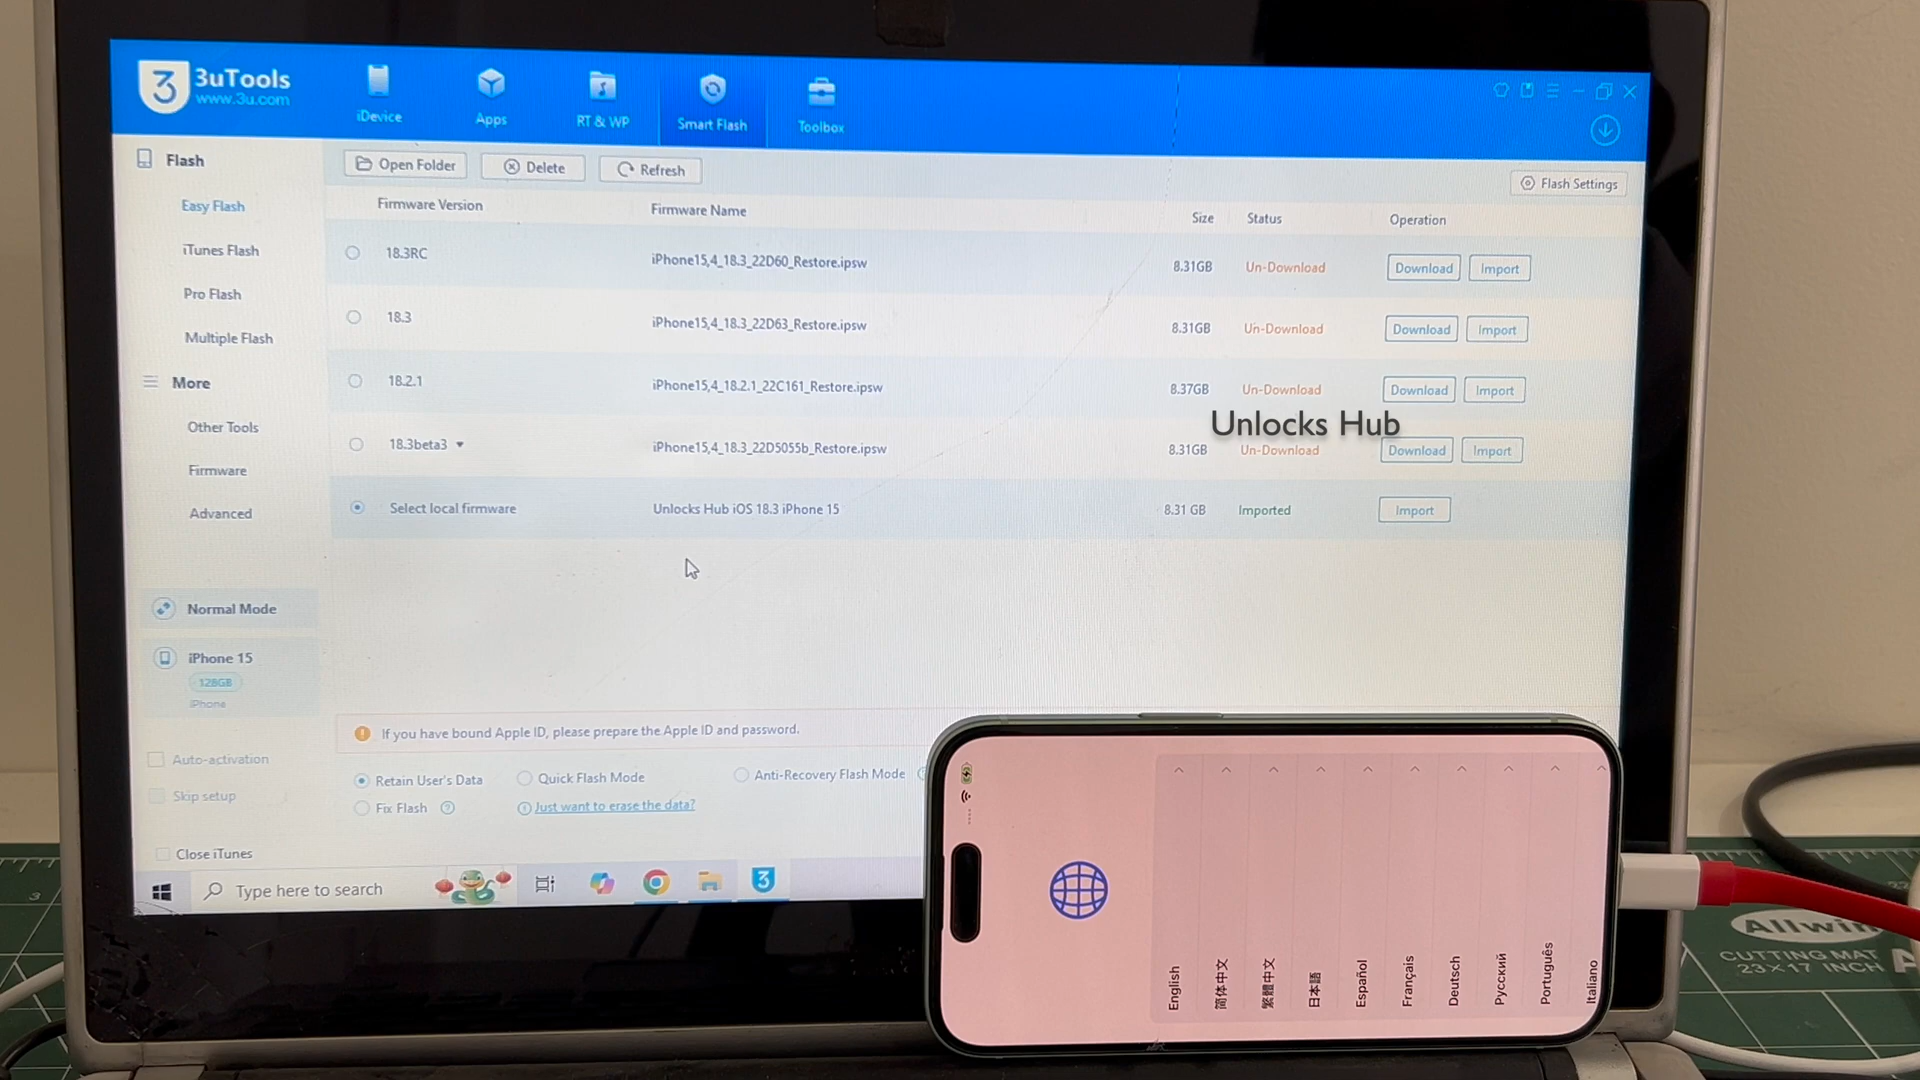 3uTools
www.3u.com
iDevice
Apps
RT & WP
Smart Flash
Toolbox
Flash
Easy Flash
iTunes Flash
Pro Flash
Multiple Flash
More
Other Tools
Firmware
Advanced
Normal Mode
iPhone 15
128GB
iPhone
Auto-activation
Skip setup
Close iTunes
Open Folder
Delete
Refresh
Flash Settings
Firmware Version Firmware Name Size Status Operation
18.3RC iPhone15,4_18.3_22D60_Restore.ipsw 8.31GB Un-Download Download Import
18.3 iPhone15,4_18.3_22D63_Restore.ipsw 8.31GB Un-Download Download Import
18.2.1 iPhone15,4_18.2.1_22C161_Restore.ipsw 8.37GB Un-Download Download Import
Unlocks Hub
18.3beta3 iPhone15,4_18.3_22D5055b_Restore.ipsw 8.31GB Un-Download Download Import
Select local firmware Unlocks Hub iOS 18.3 iPhone 15 8.31 GB Imported Import
If you have bound Apple ID, please prepare the Apple ID and password.
Retain User's Data Quick Flash Mode Anti-Recovery Flash Mode
Fix Flash Just want to erase the data?
Type here to search
3
English
简体中文
繁體中文
日本語
Español
Français
Deutsch
Русский
Português
Italiano
Allwin
CUTTING MAT
23×17 INCH